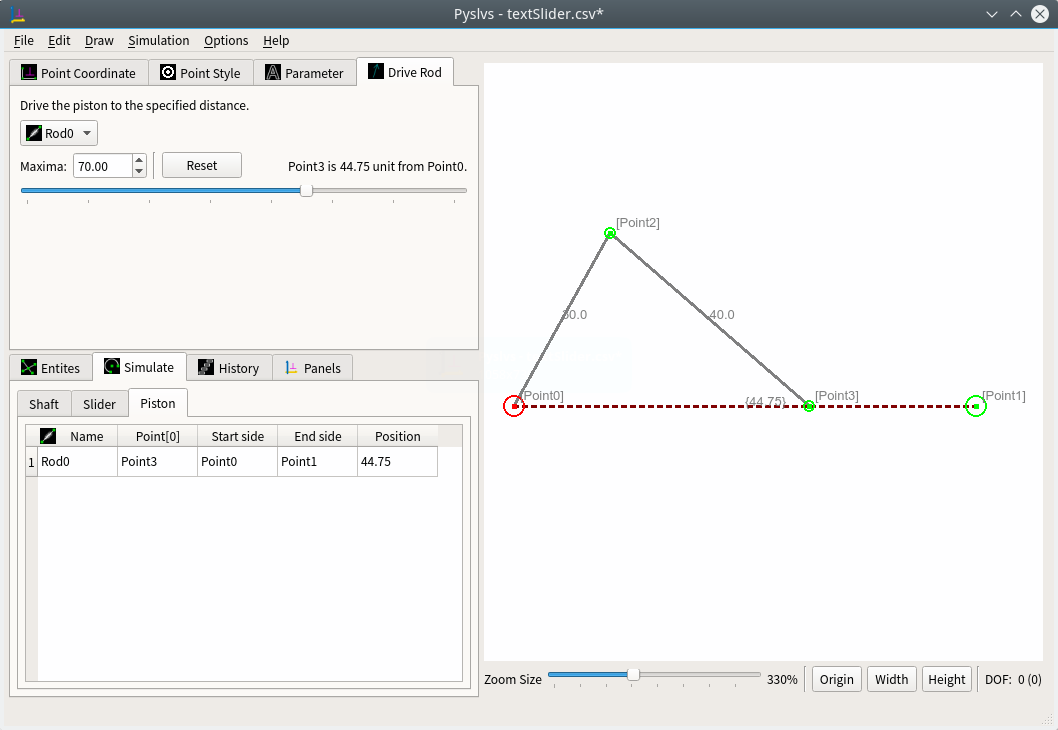 Pyslvs - textSlider.csv*
File Edit Draw Simulation Options Help
Point Coordinate Point Style Parameter Drive Rod
Drive the piston to the specified distance.
Rod0
Maxima: 70.00 Reset Point3 is 44.75 unit from Point0.
Entites Simulate History Panels
Shaft Slider Piston
Name Point[0] Start side End side Position
1 Rod0 Point3 Point0 Point1 44.75
[Point2]
30.0 40.0
[Point0] {44.75} [Point3] [Point1]
Zoom Size 330% Origin Width Height DOF: 0 (0)